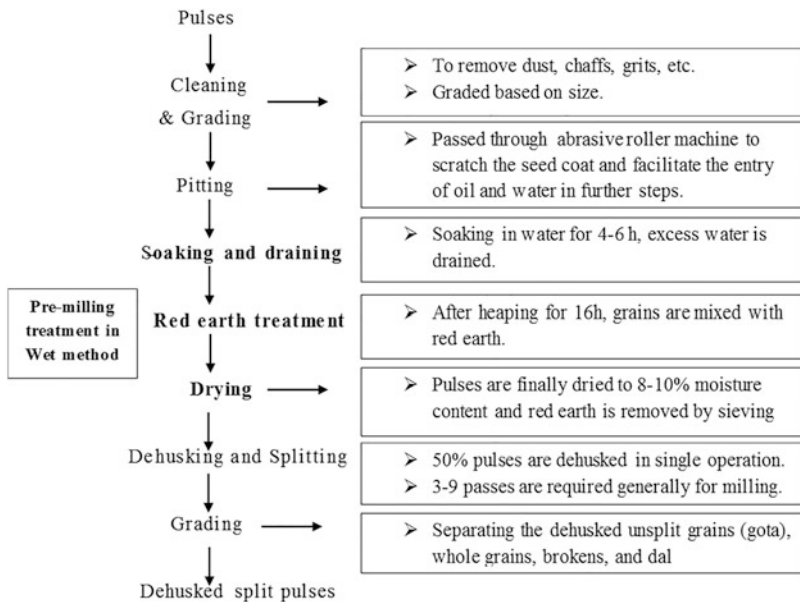 Pulses
Cleaning
& Grading
➢ To remove dust, chaffs, grits, etc.
➢ Graded based on size.
Pitting
➢ Passed through abrasive roller machine to
scratch the seed coat and facilitate the entry
of oil and water in further steps.
Soaking and draining
➢ Soaking in water for 4-6 h, excess water is
drained.
Pre-milling
treatment in
Wet method
Red earth treatment
➢ After heaping for 16h, grains are mixed with
red earth.
Drying
➢ Pulses are finally dried to 8-10% moisture
content and red earth is removed by sieving
Dehusking and Splitting
➢ 50% pulses are dehusked in single operation.
➢ 3-9 passes are required generally for milling.
Grading
➢ Separating the dehusked unsplit grains (gota),
whole grains, brokens, and dal
Dehusked split pulses